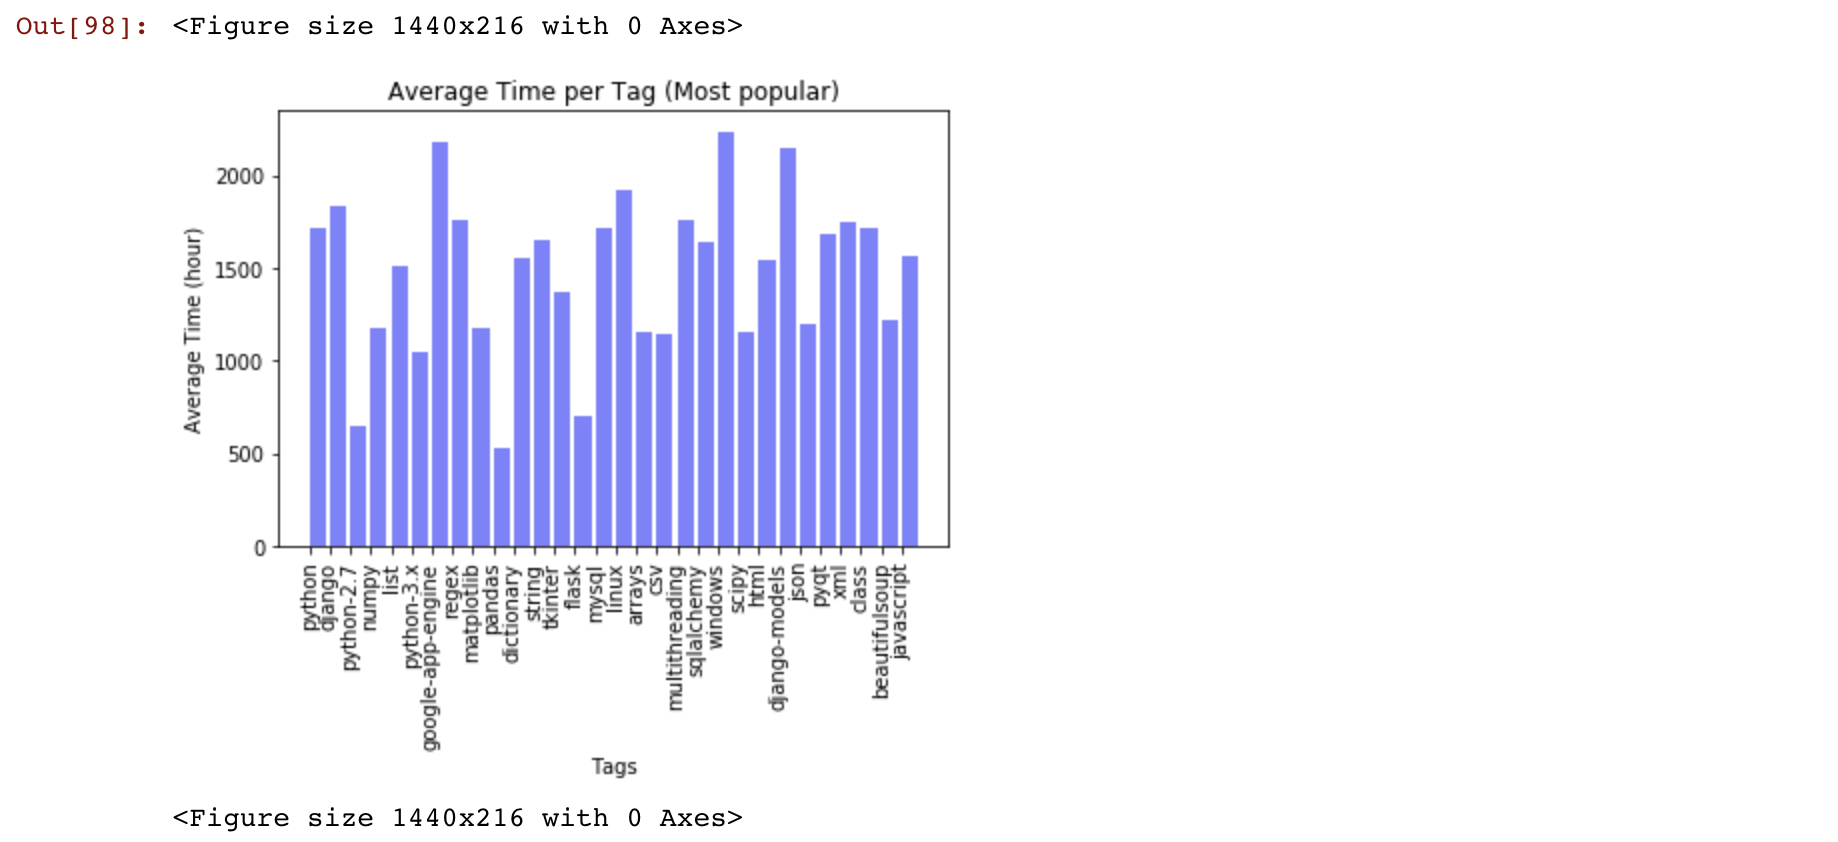 Out[98]: <Figure size 1440x216 with 0 Axes>
Average Time per Tag (Most popular)
Average Time (hour)
2000
1500
1000
500
0
python
django
python-2.7
numpy
list
python-3.x
google-app-engine
regex
matplotlib
pandas
dictionary
string
tkinter
flask
mysql
linux
arrays
csv
multithreading
sqlalchemy
windows
scipy
html
django-models
json
pyqt
xml
class
beautifulsoup
javascript
Tags
<Figure size 1440x216 with 0 Axes>